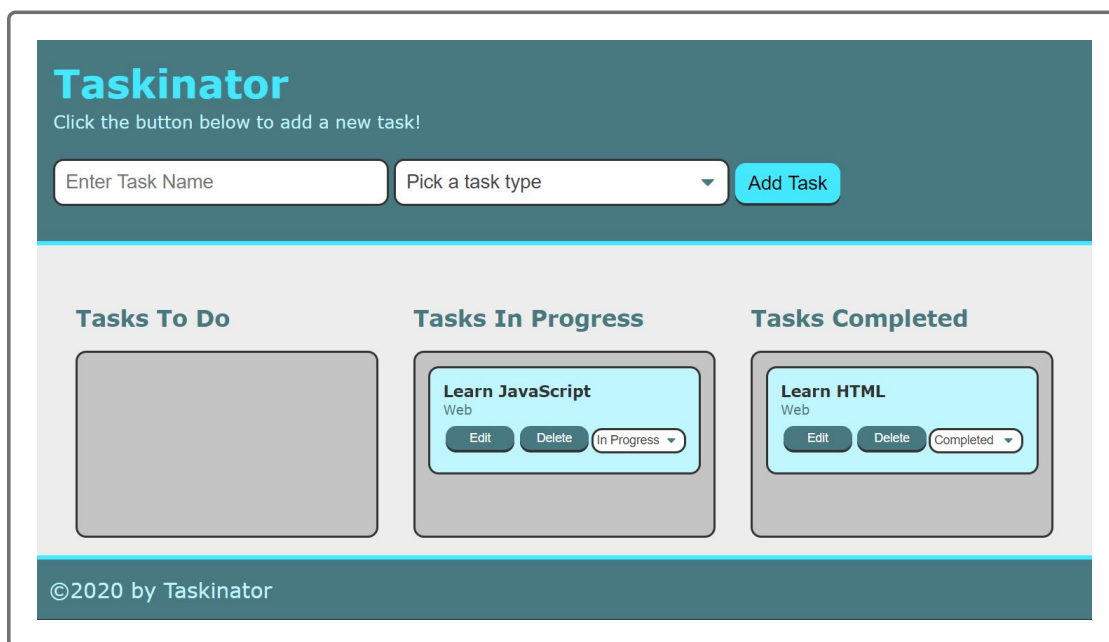 Taskinator
Click the button below to add a new task!
Enter Task Name
Pick a task type
Add Task
Tasks To Do
Tasks In Progress
Learn JavaScript
Web
Edit
Delete
In Progress
Tasks Completed
Learn HTML
Web
Edit
Delete
Completed
©2020 by Taskinator